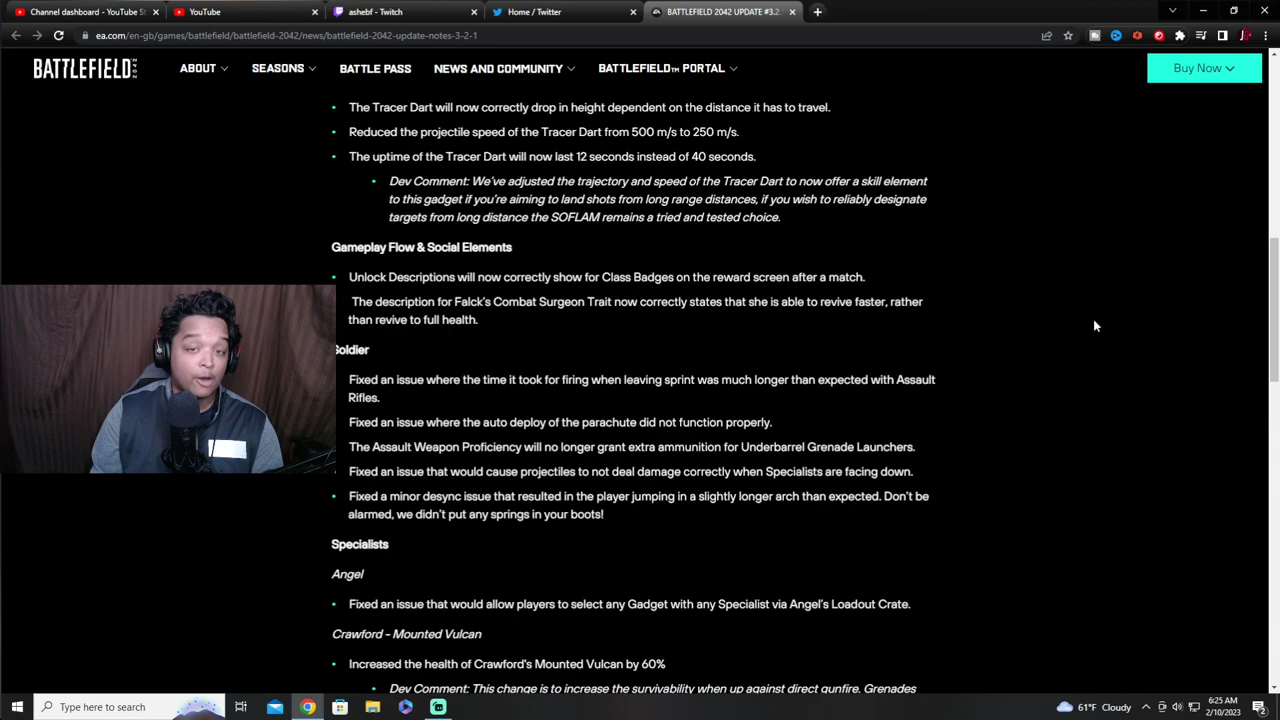 Channel dashboard - YouTube St
YouTube
ashebf - Twitch
Home / Twitter
BATTLEFIELD 2042 UPDATE #3.2.
ea.com/en-gb/games/battlefield/battlefield-2042/news/battlefield-2042-update-notes-3-2-1
BATTLEFIELD 2042
ABOUT
SEASONS
BATTLE PASS
NEWS AND COMMUNITY
BATTLEFIELD™ PORTAL
Buy Now
• The Tracer Dart will now correctly drop in height dependent on the distance it has to travel.
• Reduced the projectile speed of the Tracer Dart from 500 m/s to 250 m/s.
• The uptime of the Tracer Dart will now last 12 seconds instead of 40 seconds.
• Dev Comment: We've adjusted the trajectory and speed of the Tracer Dart to now offer a skill element
to this gadget if you're aiming to land shots from long range distances, if you wish to reliably designate
targets from long distance the SOFLAM remains a tried and tested choice.
Gameplay Flow & Social Elements
• Unlock Descriptions will now correctly show for Class Badges on the reward screen after a match.
The description for Falck's Combat Surgeon Trait now correctly states that she is able to revive faster, rather
than revive to full health.
Soldier
Fixed an issue where the time it took for firing when leaving sprint was much longer than expected with Assault
Rifles.
Fixed an issue where the auto deploy of the parachute did not function properly.
The Assault Weapon Proficiency will no longer grant extra ammunition for Underbarrel Grenade Launchers.
Fixed an issue that would cause projectiles to not deal damage correctly when Specialists are facing down.
• Fixed a minor desync issue that resulted in the player jumping in a slightly longer arch than expected. Don't be
alarmed, we didn't put any springs in your boots!
Specialists
Angel
• Fixed an issue that would allow players to select any Gadget with any Specialist via Angel's Loadout Crate.
Crawford - Mounted Vulcan
• Increased the health of Crawford's Mounted Vulcan by 60%
• Dev Comment: This change is to increase the survivability when up against direct gunfire. Grenades
Type here to search
61°F Cloudy
6:25 AM
2/10/2023
2